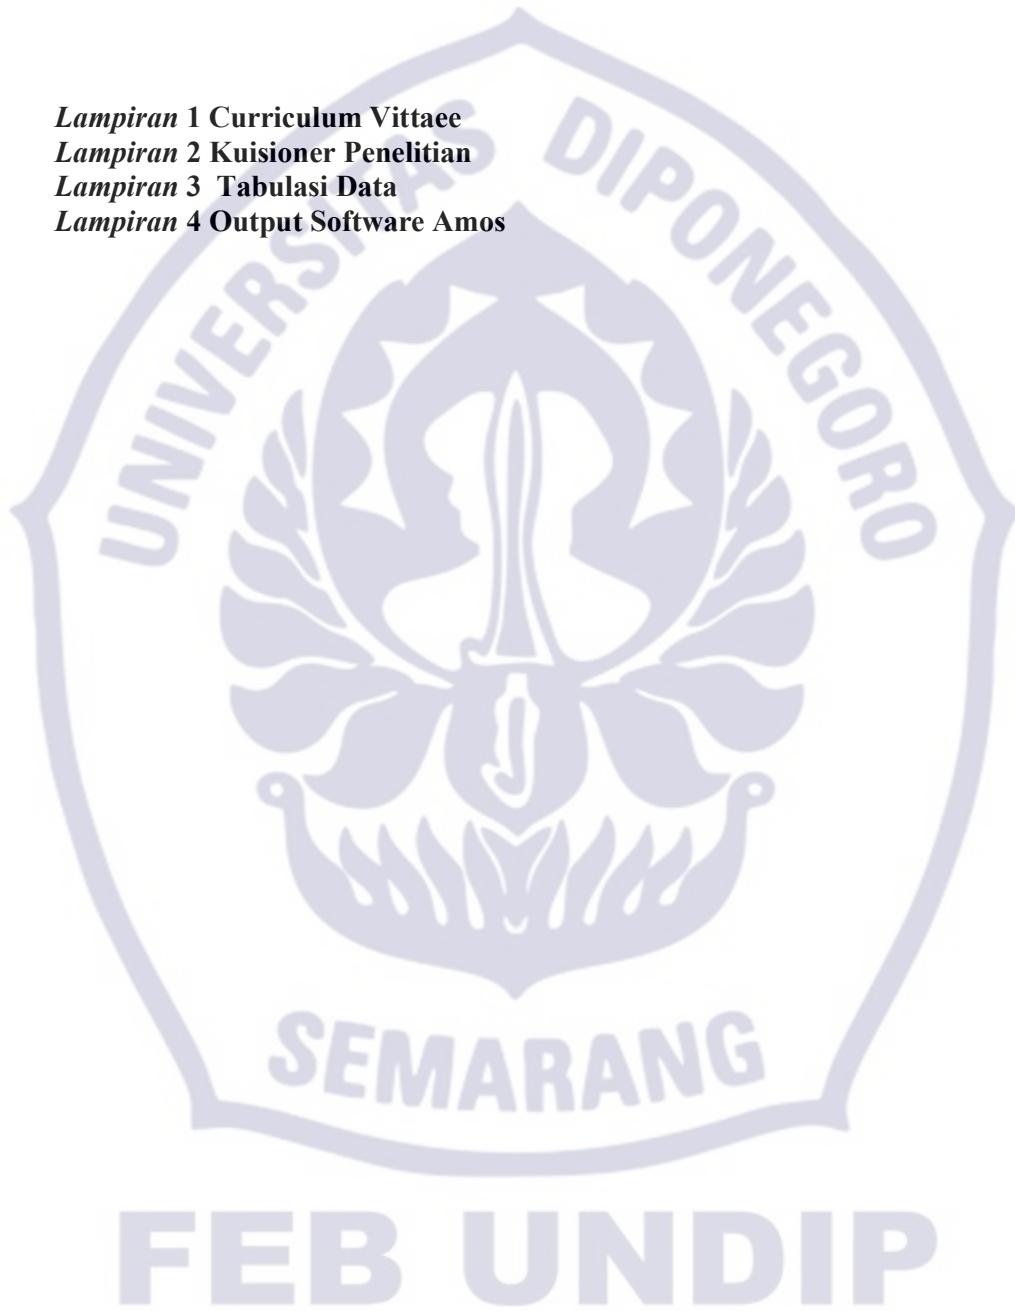 Lampiran 1 Curriculum Vittaee
Lampiran 2 Kuisioner Penelitian
Lampiran 3 Tabulasi Data
Lampiran 4 Output Software Amos
UNIVERSITAS DIPONEGORO
SEMARANG
FEB UNDIP